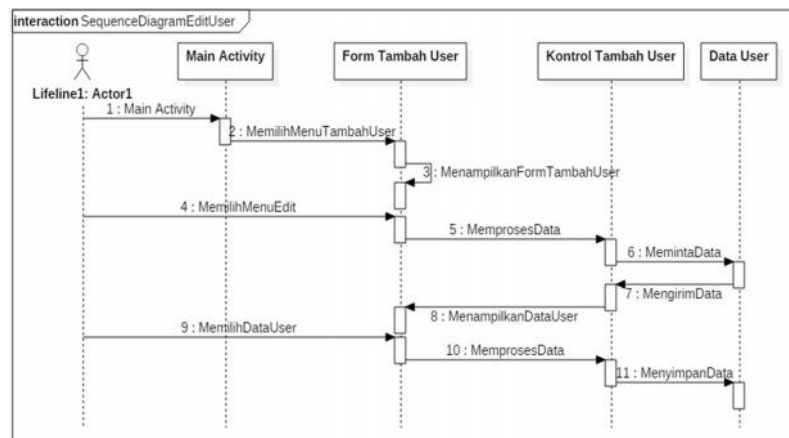 interaction SequenceDiagramEditUser
Main Activity
Form Tambah User
Kontrol Tambah User
Data User
Lifeline1: Actor1
1 : Main Activity
2 : MemilihMenuTambahUser
3 : MenampilkanFormTambahUser
4 : MemilihMenuEdit
5 : MemprosesData
6 : MemintaData
7 : MengirimData
8 : MenampilkanDataUser
9 : MemilihDataUser
10 : MemprosesData
11 : MenyimpanData